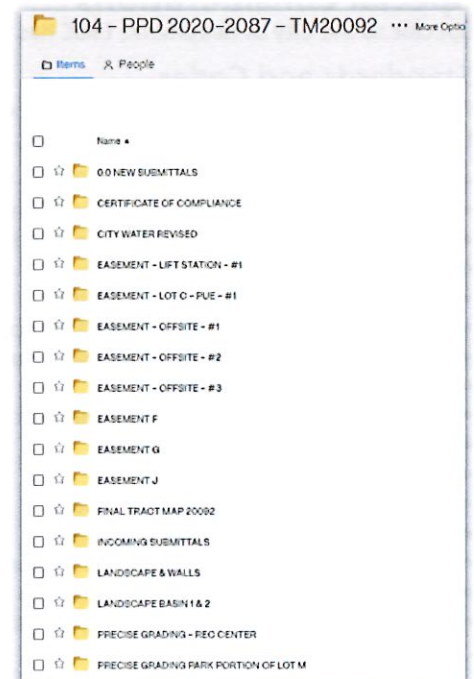 104 - PPD 2020-2087 - TM20092 ••• More Optio
Items People
Name ▲
0.0 NEW SUBMITTALS
CERTIFICATE OF COMPLIANCE
CITY WATER REVISED
EASEMENT - LIFT STATION - #1
EASEMENT - LOT C - PUE - #1
EASEMENT - OFFSITE - #1
EASEMENT - OFFSITE - #2
EASEMENT - OFFSITE - #3
EASEMENT F
EASEMENT G
EASEMENT J
FINAL TRACT MAP 20092
INCOMING SUBMITTALS
LANDSCAPE & WALLS
LANDSCAPE BASIN 1 & 2
PRECISE GRADING - REC CENTER
PRECISE GRADING PARK PORTION OF LOT M